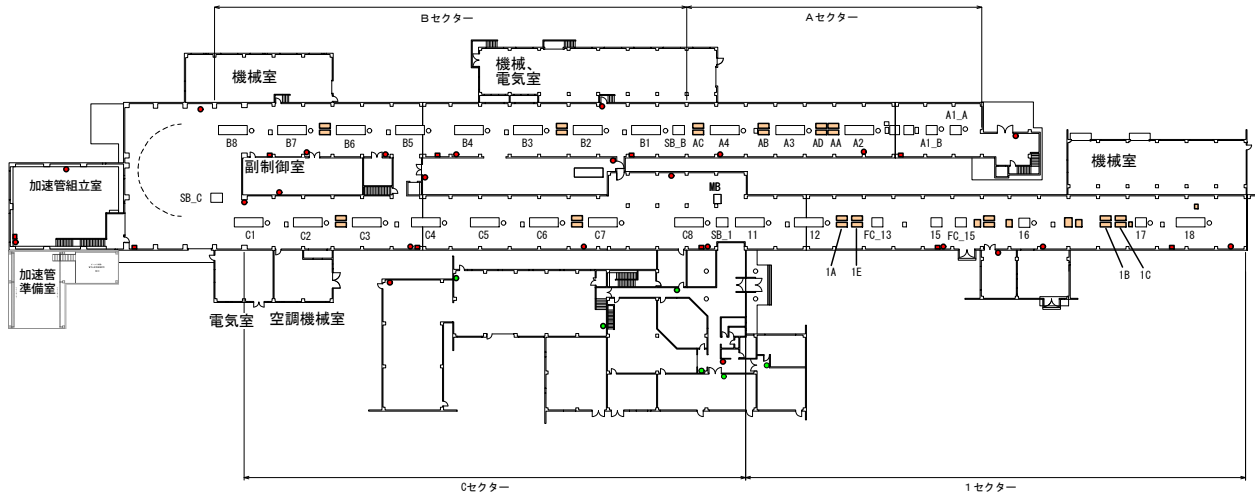 Bセクター
Aセクター
機械室
機械、
電気室
A1_A
B8
B7
B6
B5
B4
B3
B2
B1
SB_B
AC
A4
AB
A3
AD
AA
A2
A1_B
機械室
副制御室
加速管組立室
SB_C
MB
C1
C2
C3
C4
C5
C6
C7
C8
SB_1
11
12
FC_13
15
FC_15
16
17
18
1A
1E
1B
1C
加速管
準備室
電気室
空調機械室
Cセクター
1セクター